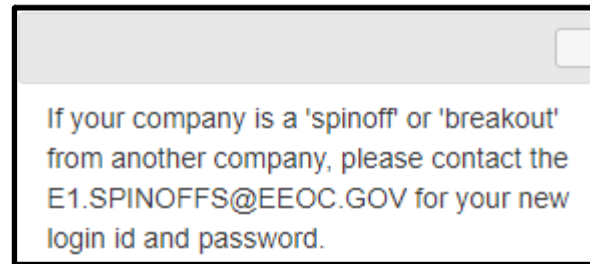 If your company is a 'spinoff' or 'breakout'
from another company, please contact the
E1.SPINOFFS@EEOC.GOV for your new
login id and password.